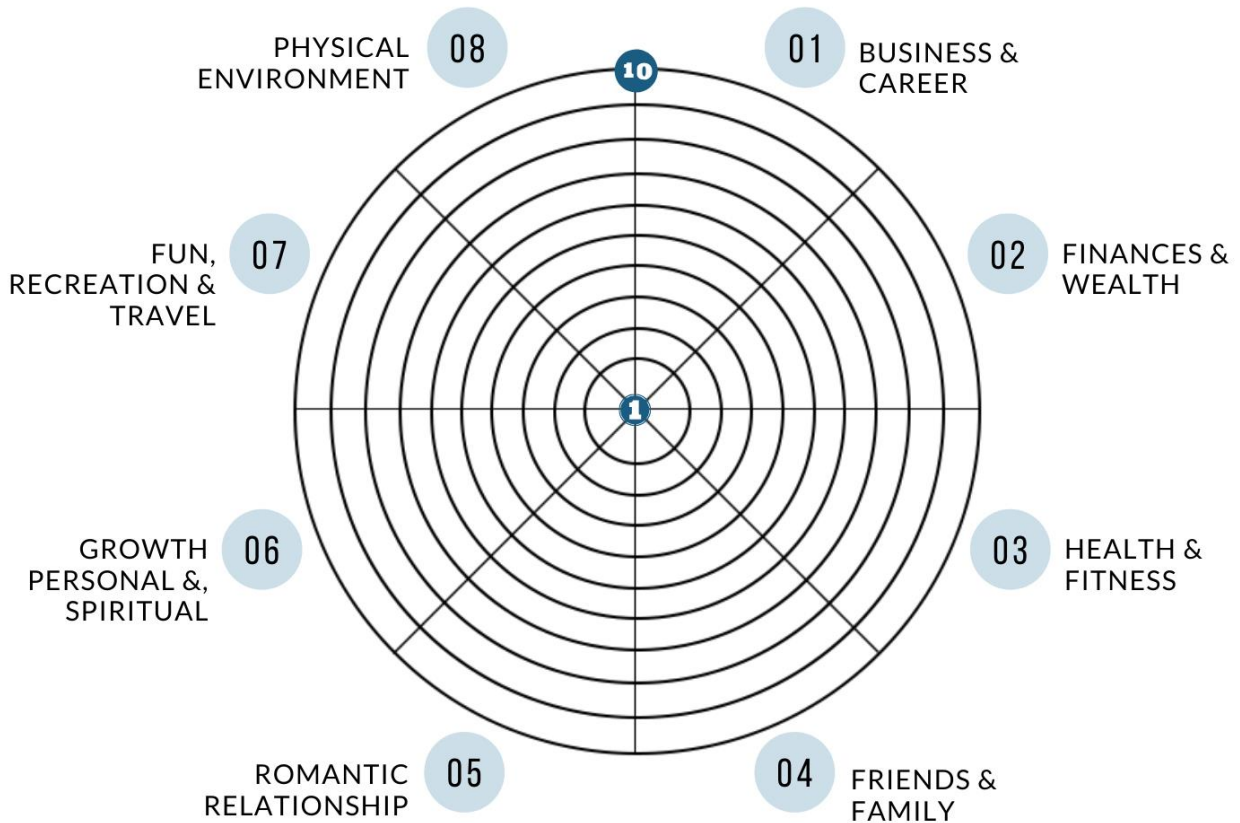 PHYSICAL
ENVIRONMENT
08
10
01
BUSINESS &
CAREER
FUN,
RECREATION &
TRAVEL
07
02
FINANCES &
WEALTH
1
GROWTH
PERSONAL &,
SPIRITUAL
06
03
HEALTH &
FITNESS
ROMANTIC
RELATIONSHIP
05
04
FRIENDS &
FAMILY